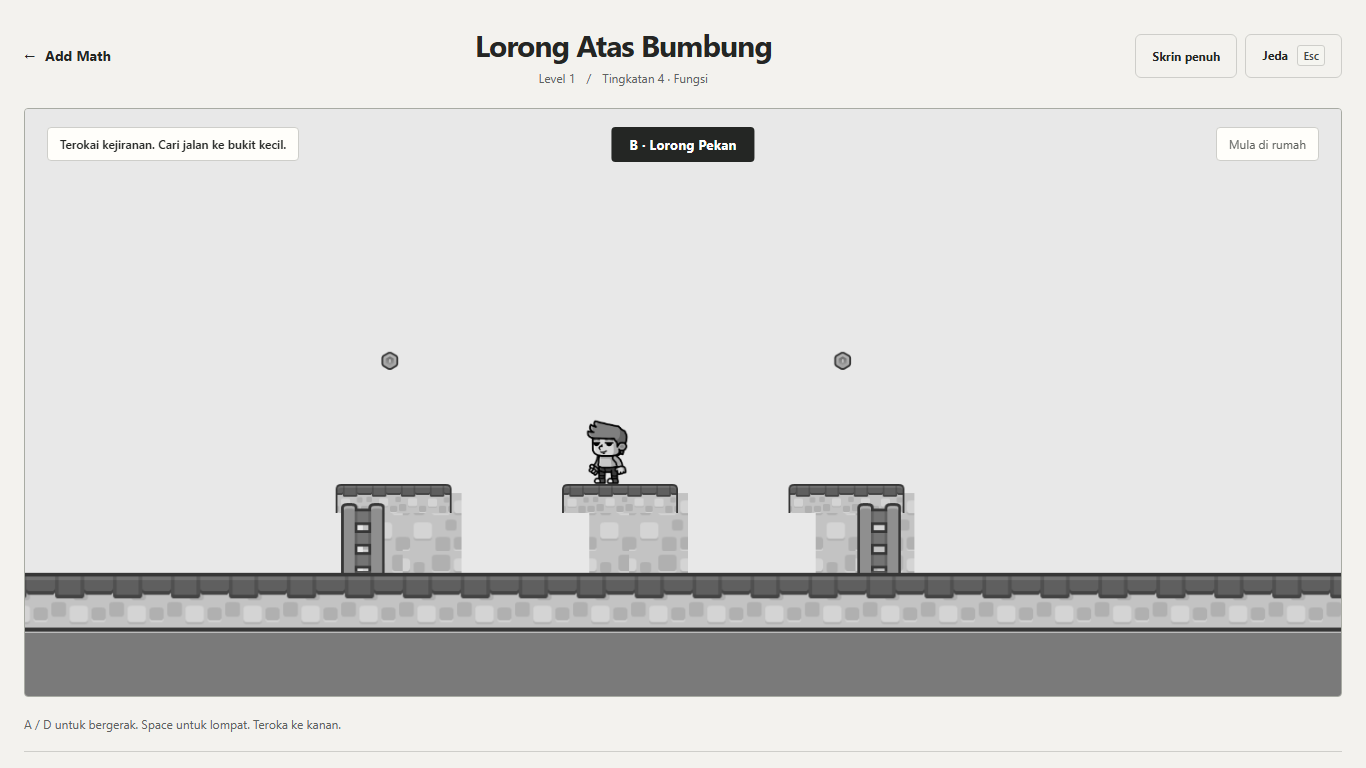 ← Add Math
Lorong Atas Bumbung
Level 1 / Tingkatan 4 · Fungsi
Skrin penuh
Jeda Esc
Terokai kejiranan. Cari jalan ke bukit kecil.
B · Lorong Pekan
Mula di rumah
A / D untuk bergerak. Space untuk lompat. Teroka ke kanan.